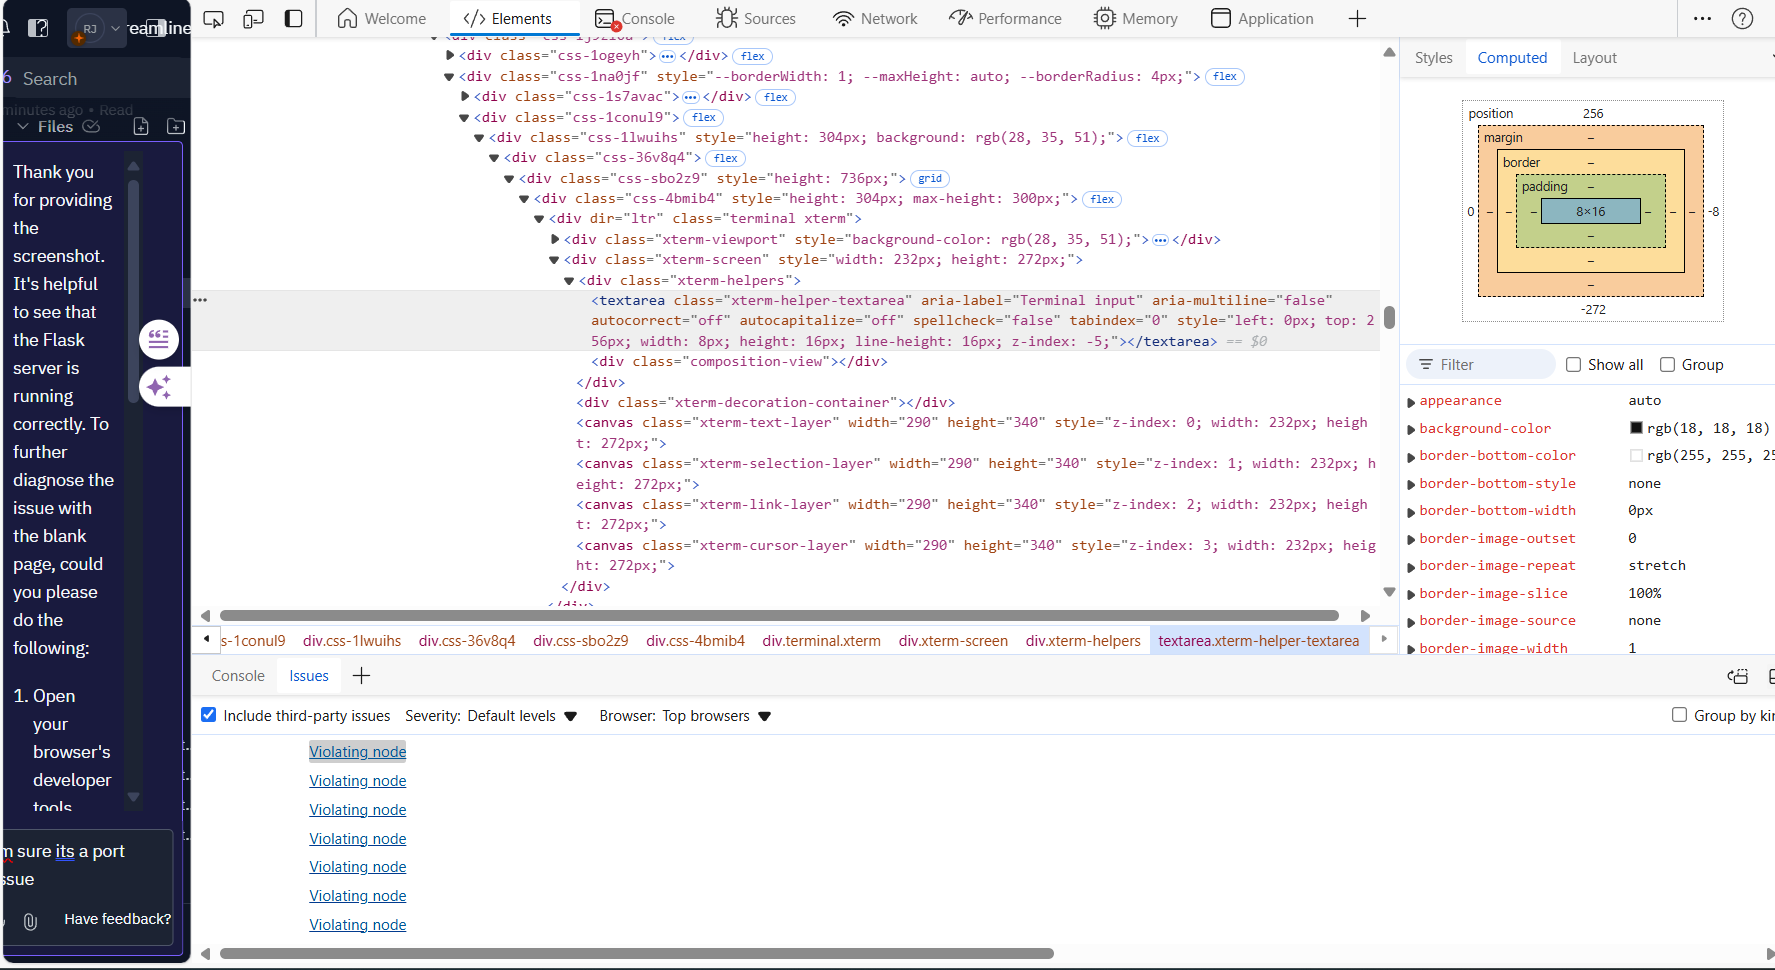 RJ
reamline
Welcome
Elements
Console
Sources
Network
Performance
Memory
Application
6 Search
minutes ago • Read
Files
Thank you
for providing
the
screenshot.
It's helpful
to see that
the Flask
server is
running
correctly. To
further
diagnose the
issue with
the blank
page, could
you please
do the
following:
1. Open
your
browser's
developer
tools
m sure its a port
ssue
Have feedback?
<div class="css-1ogeyh"> ••• </div> flex
<div class="css-1na0jf" style="--borderWidth: 1; --maxHeight: auto; --borderRadius: 4px;"> flex
<div class="css-1s7avac"> ••• </div> flex
<div class="css-1conul9"> flex
<div class="css-1lwuihs" style="height: 304px; background: rgb(28, 35, 51);"> flex
<div class="css-36v8q4"> flex
<div class="css-sbo2z9" style="height: 736px;"> grid
<div class="css-4bmib4" style="height: 304px; max-height: 300px;"> flex
<div dir="ltr" class="terminal xterm">
<div class="xterm-viewport" style="background-color: rgb(28, 35, 51);"> ••• </div>
<div class="xterm-screen" style="width: 232px; height: 272px;">
<div class="xterm-helpers">
<textarea class="xterm-helper-textarea" aria-label="Terminal input" aria-multiline="false"
autocorrect="off" autocapitalize="off" spellcheck="false" tabindex="0" style="left: 0px; top: 2
56px; width: 8px; height: 16px; line-height: 16px; z-index: -5;"></textarea> == $0
<div class="composition-view"></div>
</div>
<div class="xterm-decoration-container"></div>
<canvas class="xterm-text-layer" width="290" height="340" style="z-index: 0; width: 232px; heigh
t: 272px;">
<canvas class="xterm-selection-layer" width="290" height="340" style="z-index: 1; width: 232px; h
eight: 272px;">
<canvas class="xterm-link-layer" width="290" height="340" style="z-index: 2; width: 232px; heigh
t: 272px;">
<canvas class="xterm-cursor-layer" width="290" height="340" style="z-index: 3; width: 232px; heig
ht: 272px;">
</div>
s-1conul9 div.css-1lwuihs div.css-36v8q4 div.css-sbo2z9 div.css-4bmib4 div.terminal.xterm div.xterm-screen div.xterm-helpers textarea.xterm-helper-textarea
Styles Computed Layout
position 256
margin –
border –
padding –
0 – – – 8×16 – – – -8
–
–
–
-272
Filter Show all Group
appearance auto
background-color rgb(18, 18, 18)
border-bottom-color rgb(255, 255, 25
border-bottom-style none
border-bottom-width 0px
border-image-outset 0
border-image-repeat stretch
border-image-slice 100%
border-image-source none
border-image-width 1
Console Issues
Include third-party issues Severity: Default levels Browser: Top browsers Group by kin
Violating node
Violating node
Violating node
Violating node
Violating node
Violating node
Violating node